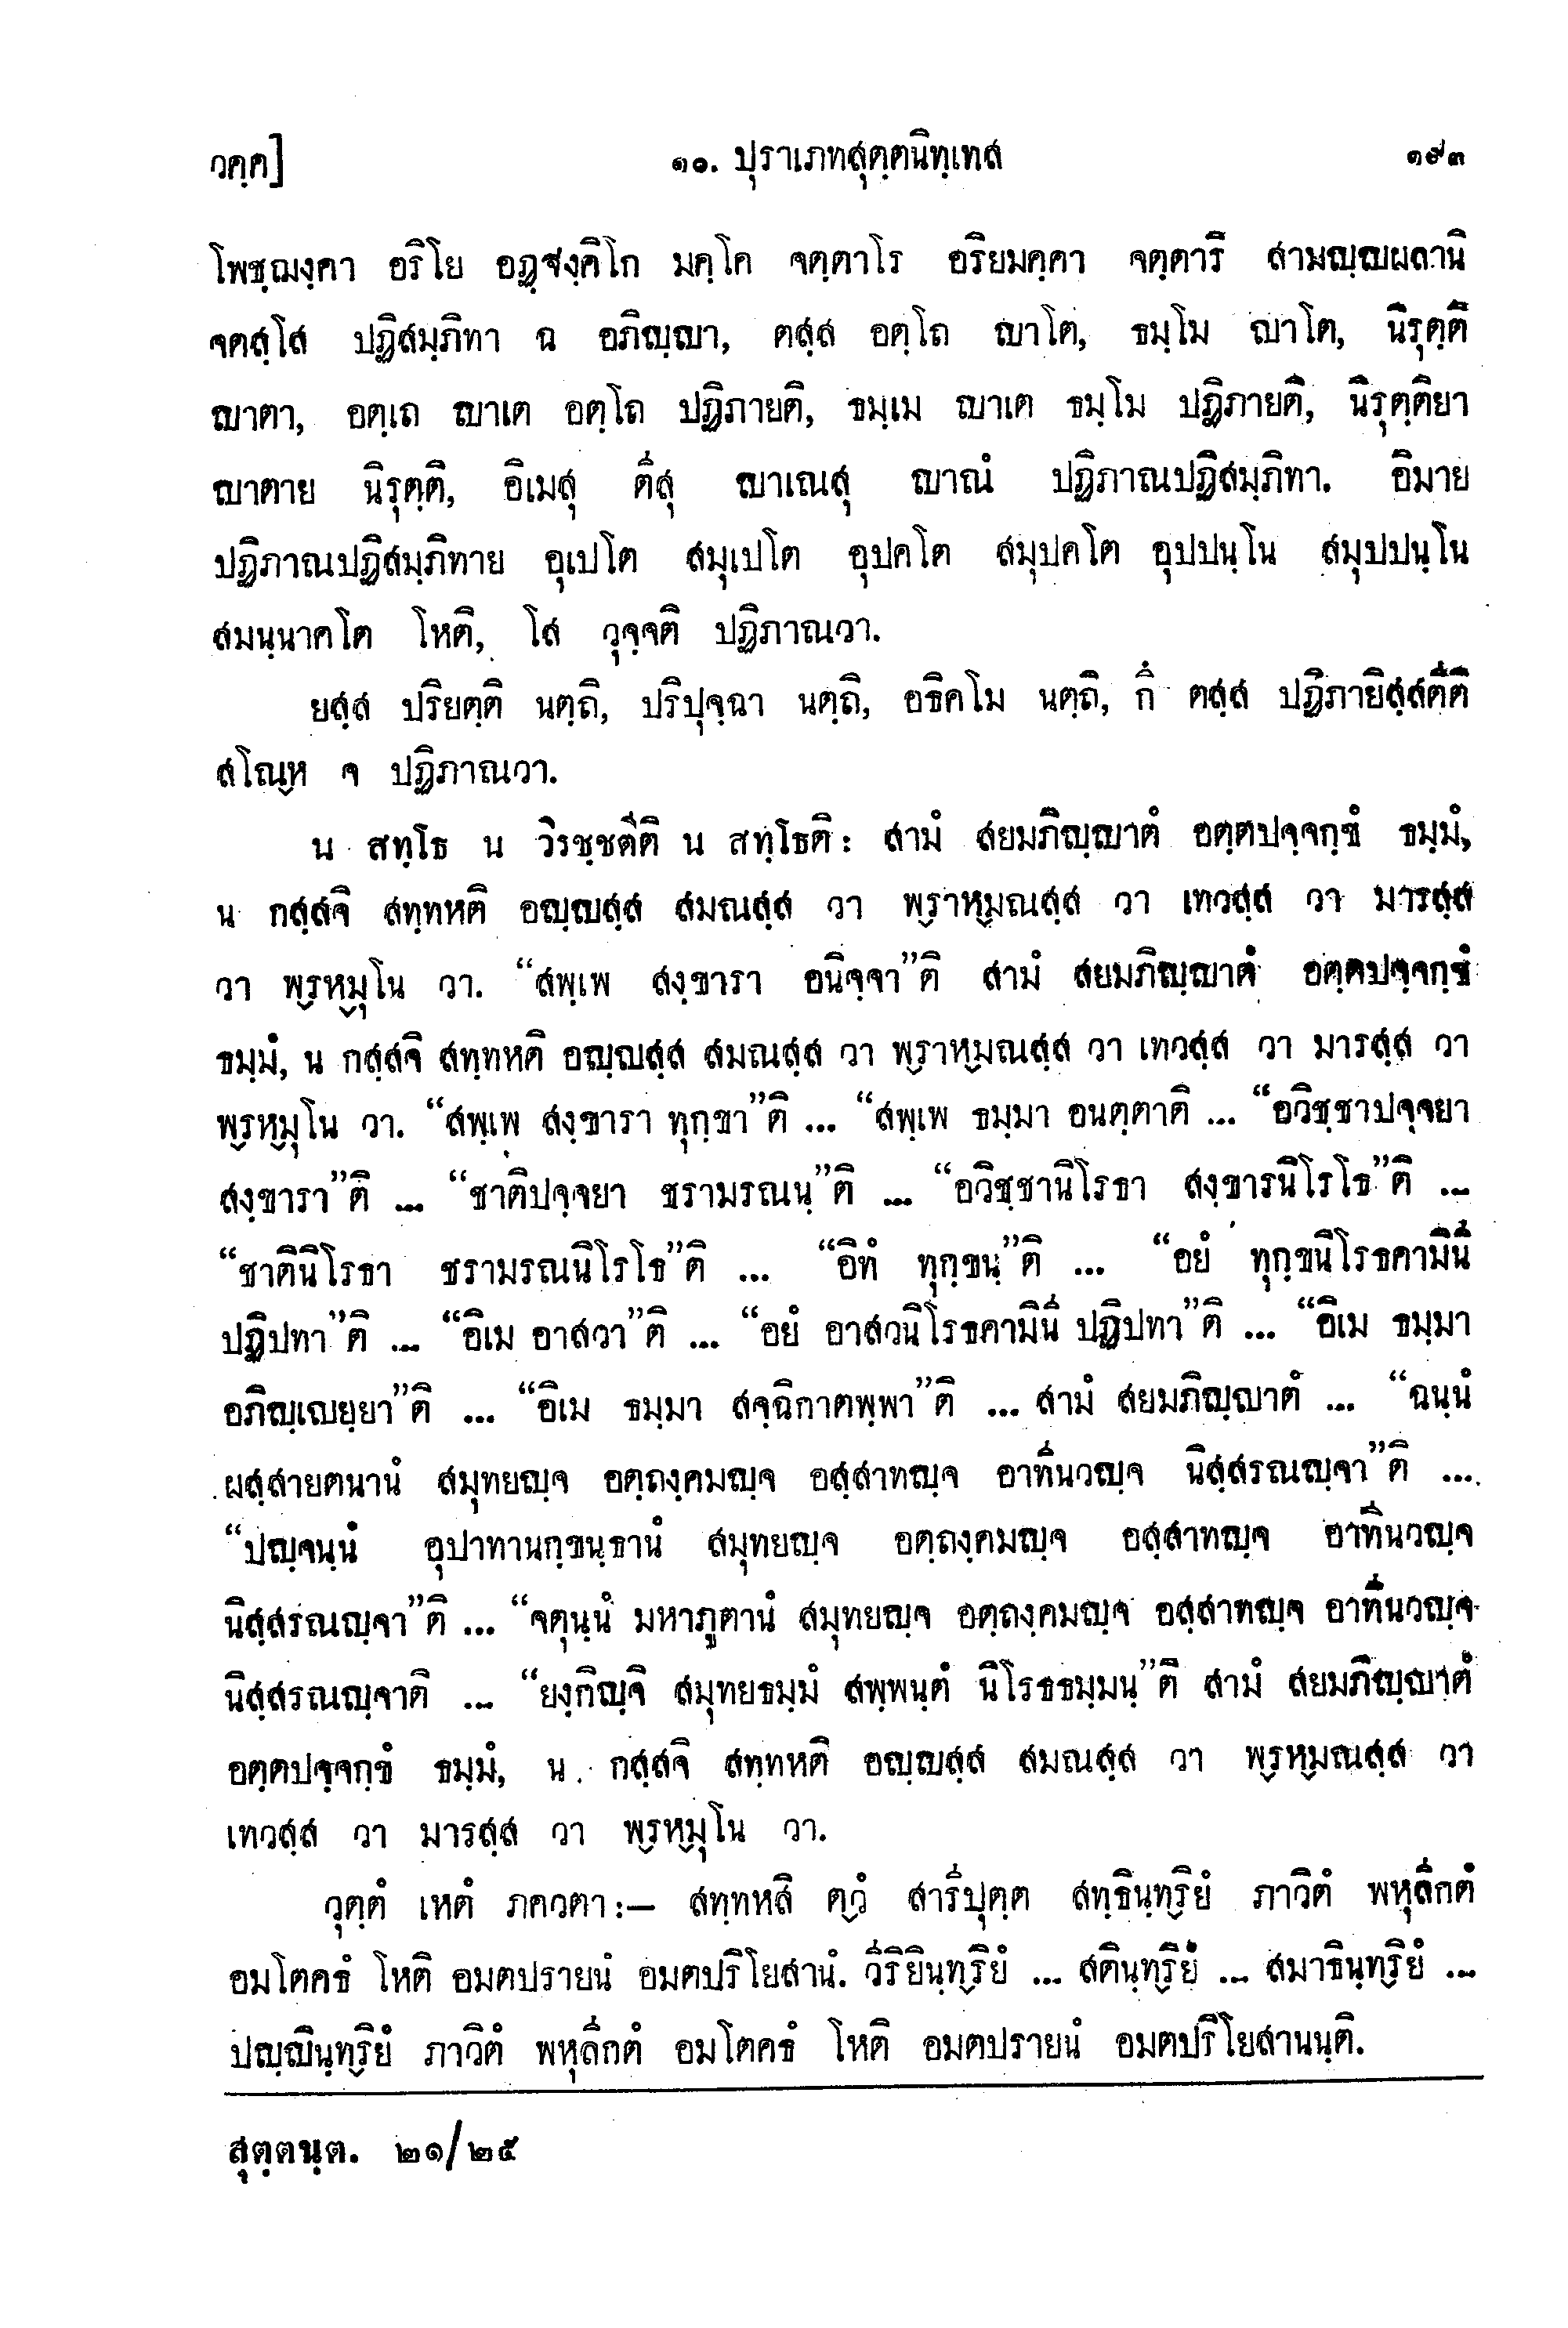 วคฺค]
๑๐. ปุราเภทสุตฺตนิทฺเทส
๑๙๓
โพชฺฌงฺคา อริโย อฏฺฐงฺคิโก มคฺโค จตฺตาโร อริยมคฺคา จตฺตาริ สามญฺญผลานิ
จตสฺโส ปฏิสมฺภิทา ฉ อภิญฺญา, ตสฺส อตฺโถ ญาโต, ธมฺโม ญาโต, นิรุตฺติ
ญาตา, อตฺเถ ญาเต อตฺโถ ปฏิภายติ, ธมฺเม ญาเต ธมฺโม ปฏิภายติ, นิรุตฺติยา
ญาตาย นิรุตฺติ, อิเมสุ ตีสุ ญาเณสุ ญาณํ ปฏิภาณปฏิสมฺภิทา. อิมาย
ปฏิภาณปฏิสมฺภิทาย อุเปโต สมุเปโต อุปคโต สมุปคโต อุปปนฺโน สมุปปนฺโน
สมนฺนาคโต โหติ, โส วุจฺจติ ปฏิภาณวา.
ยสฺส ปริยตฺติ นตฺถิ, ปริปุจฺฉา นตฺถิ, อธิคโม นตฺถิ, กึ ตสฺส ปฏิภายิสฺสตีติ
สโณฺห จ ปฏิภาณวา.
น สทฺโธ น วิรชฺชตีติ น สทฺโธติ: สามํ สยมภิญฺญาตํ อตฺตปจฺจกฺขํ ธมฺมํ,
น กสฺสจิ สทฺทหติ อญฺญสฺส สมณสฺส วา พฺราหฺมณสฺส วา เทวสฺส วา มารสฺส
วา พฺรหฺมุโน วา. “สพฺเพ สงฺขารา อนิจฺจา”ติ สามํ สยมภิญฺญาตํ อตฺตปจฺจกฺขํ
ธมฺมํ, น กสฺสจิ สทฺทหติ อญฺญสฺส สมณสฺส วา พฺราหฺมณสฺส วา เทวสฺส วา มารสฺส วา
พฺรหฺมุโน วา. “สพฺเพ สงฺขารา ทุกฺขา”ติ ... “สพฺเพ ธมฺมา อนตฺตาติ ... “อวิชฺชาปจฺจยา
สงฺขารา”ติ ... “ชาติปจฺจยา ชรามรณนฺ”ติ ... “อวิชฺชานิโรธา สงฺขารนิโรโธ”ติ ...
“ชาตินิโรธา ชรามรณนิโรโธ”ติ ... “อิทํ ทุกฺขนฺ”ติ ... “อยํ ทุกฺขนิโรธคามินี
ปฏิปทา”ติ ... “อิเม อาสวา”ติ ... “อยํ อาสวนิโรธคามินี ปฏิปทา”ติ ... “อิเม ธมฺมา
อภิญฺเญยฺยา”ติ ... “อิเม ธมฺมา สจฺฉิกาตพฺพา”ติ ... สามํ สยมภิญฺญาตํ ... “ฉนฺนํ
ผสฺสายตนานํ สมุทยญฺจ อตฺถงฺคมญฺจ อสฺสาทญฺจ อาทีนวญฺจ นิสฺสรณญฺจา”ติ ...
“ปญฺจนฺนํ อุปาทานกฺขนฺธานํ สมุทยญฺจ อตฺถงฺคมญฺจ อสฺสาทญฺจ อาทีนวญฺจ
นิสฺสรณญฺจา”ติ ... “จตุนฺนํ มหาภูตานํ สมุทยญฺจ อตฺถงฺคมญฺจ อสฺสาทญฺจ อาทีนวญฺจ
นิสฺสรณญฺจาติ ... “ยงฺกิญฺจิ สมุทยธมฺมํ สพฺพนฺตํ นิโรธธมฺมนฺ”ติ สามํ สยมภิญฺญาตํ
อตฺตปจฺจกฺขํ ธมฺมํ, น กสฺสจิ สทฺทหติ อญฺญสฺส สมณสฺส วา พฺรหฺมณสฺส วา
เทวสฺส วา มารสฺส วา พฺรหฺมุโน วา.
วุตฺตํ เหตํ ภควตา:— สทฺทหสิ ตฺวํ สารีปุตฺต สทฺธินฺทฺริยํ ภาวิตํ พหุลีกตํ
อมโตคธํ โหติ อมตปรายนํ อมตปริโยสานํ. วีริยินฺทฺริยํ ... สตินฺทฺริยํ ... สมาธินฺทฺริยํ ...
ปญฺญินฺทฺริยํ ภาวิตํ พหุลีกตํ อมโตคธํ โหติ อมตปรายนํ อมตปริโยสานนฺติ.
สุตฺตนฺต. ๒๑/๒๕